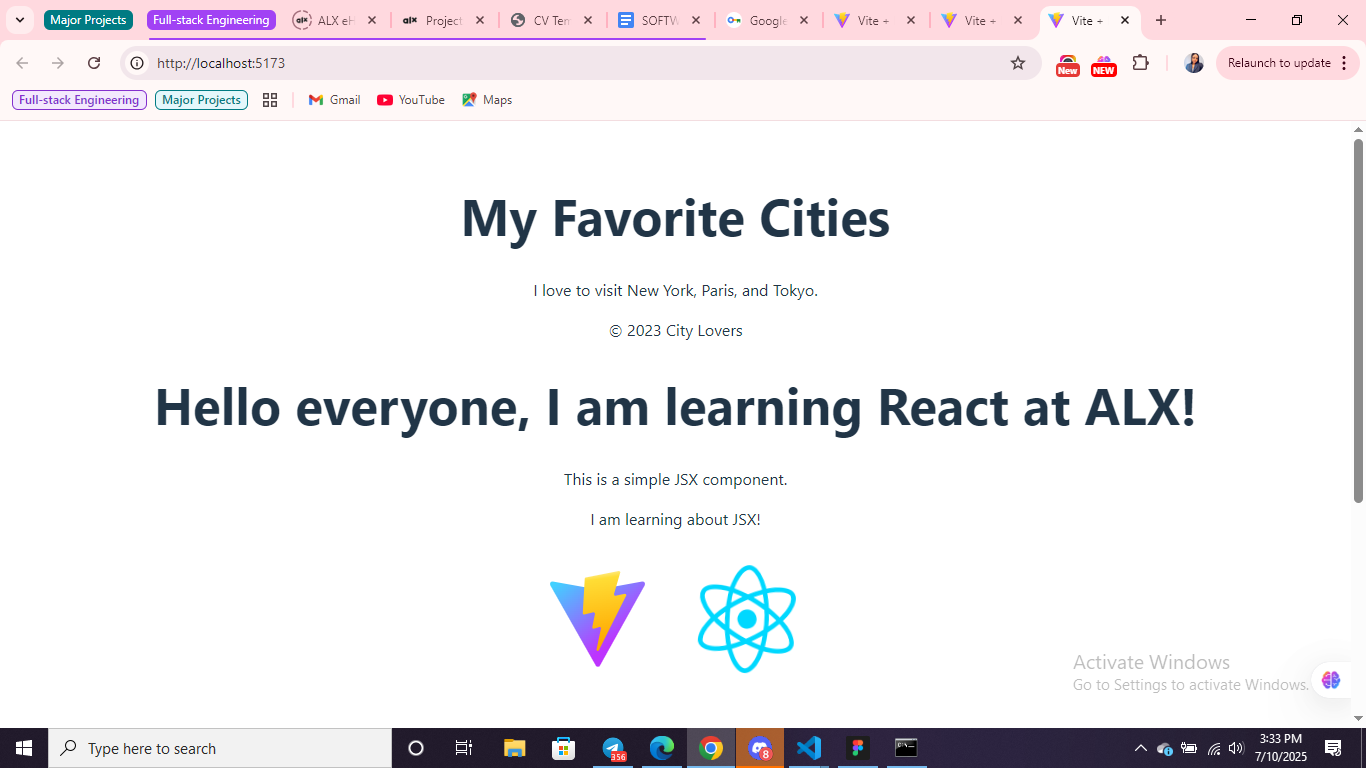 Major Projects
Full-stack Engineering
ALX eH
Project
CV Tem
SOFTW
Google
Vite +
Vite +
Vite +
http://localhost:5173
New
NEW
Relaunch to update
Full-stack Engineering
Major Projects
Gmail
YouTube
Maps
My Favorite Cities
I love to visit New York, Paris, and Tokyo.
© 2023 City Lovers
Hello everyone, I am learning React at ALX!
This is a simple JSX component.
I am learning about JSX!
Activate Windows
Go to Settings to activate Windows.
Type here to search
356
8
3:33 PM
7/10/2025